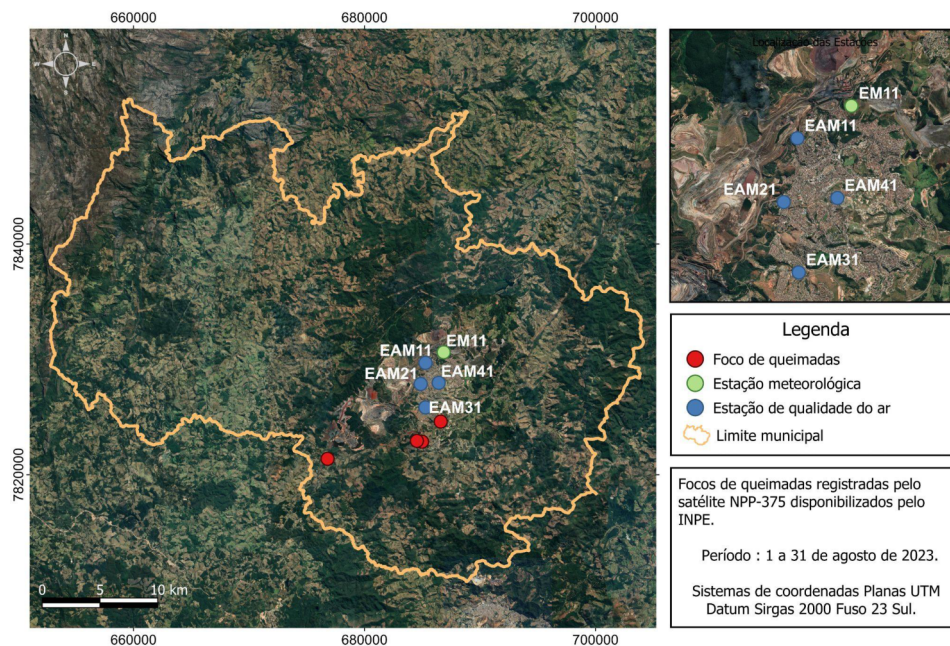 660000
680000
700000
7840000
7820000
EM11
EAM11
EAM21
EAM41
EAM31
0
10 km
660000
680000
700000
Localização das Estações
EM11
EAM11
EAM21
EAM41
EAM31
Legenda
Foco de queimadas
Estação meteorológica
Estação de qualidade do ar
Limite municipal
Focos de queimadas registradas pelo
satélite NPP-375 disponibilizados pelo
INPE.
Período : 1 a 31 de agosto de 2023.
Sistemas de coordenadas Planas UTM
Datum Sirgas 2000 Fuso 23 Sul.